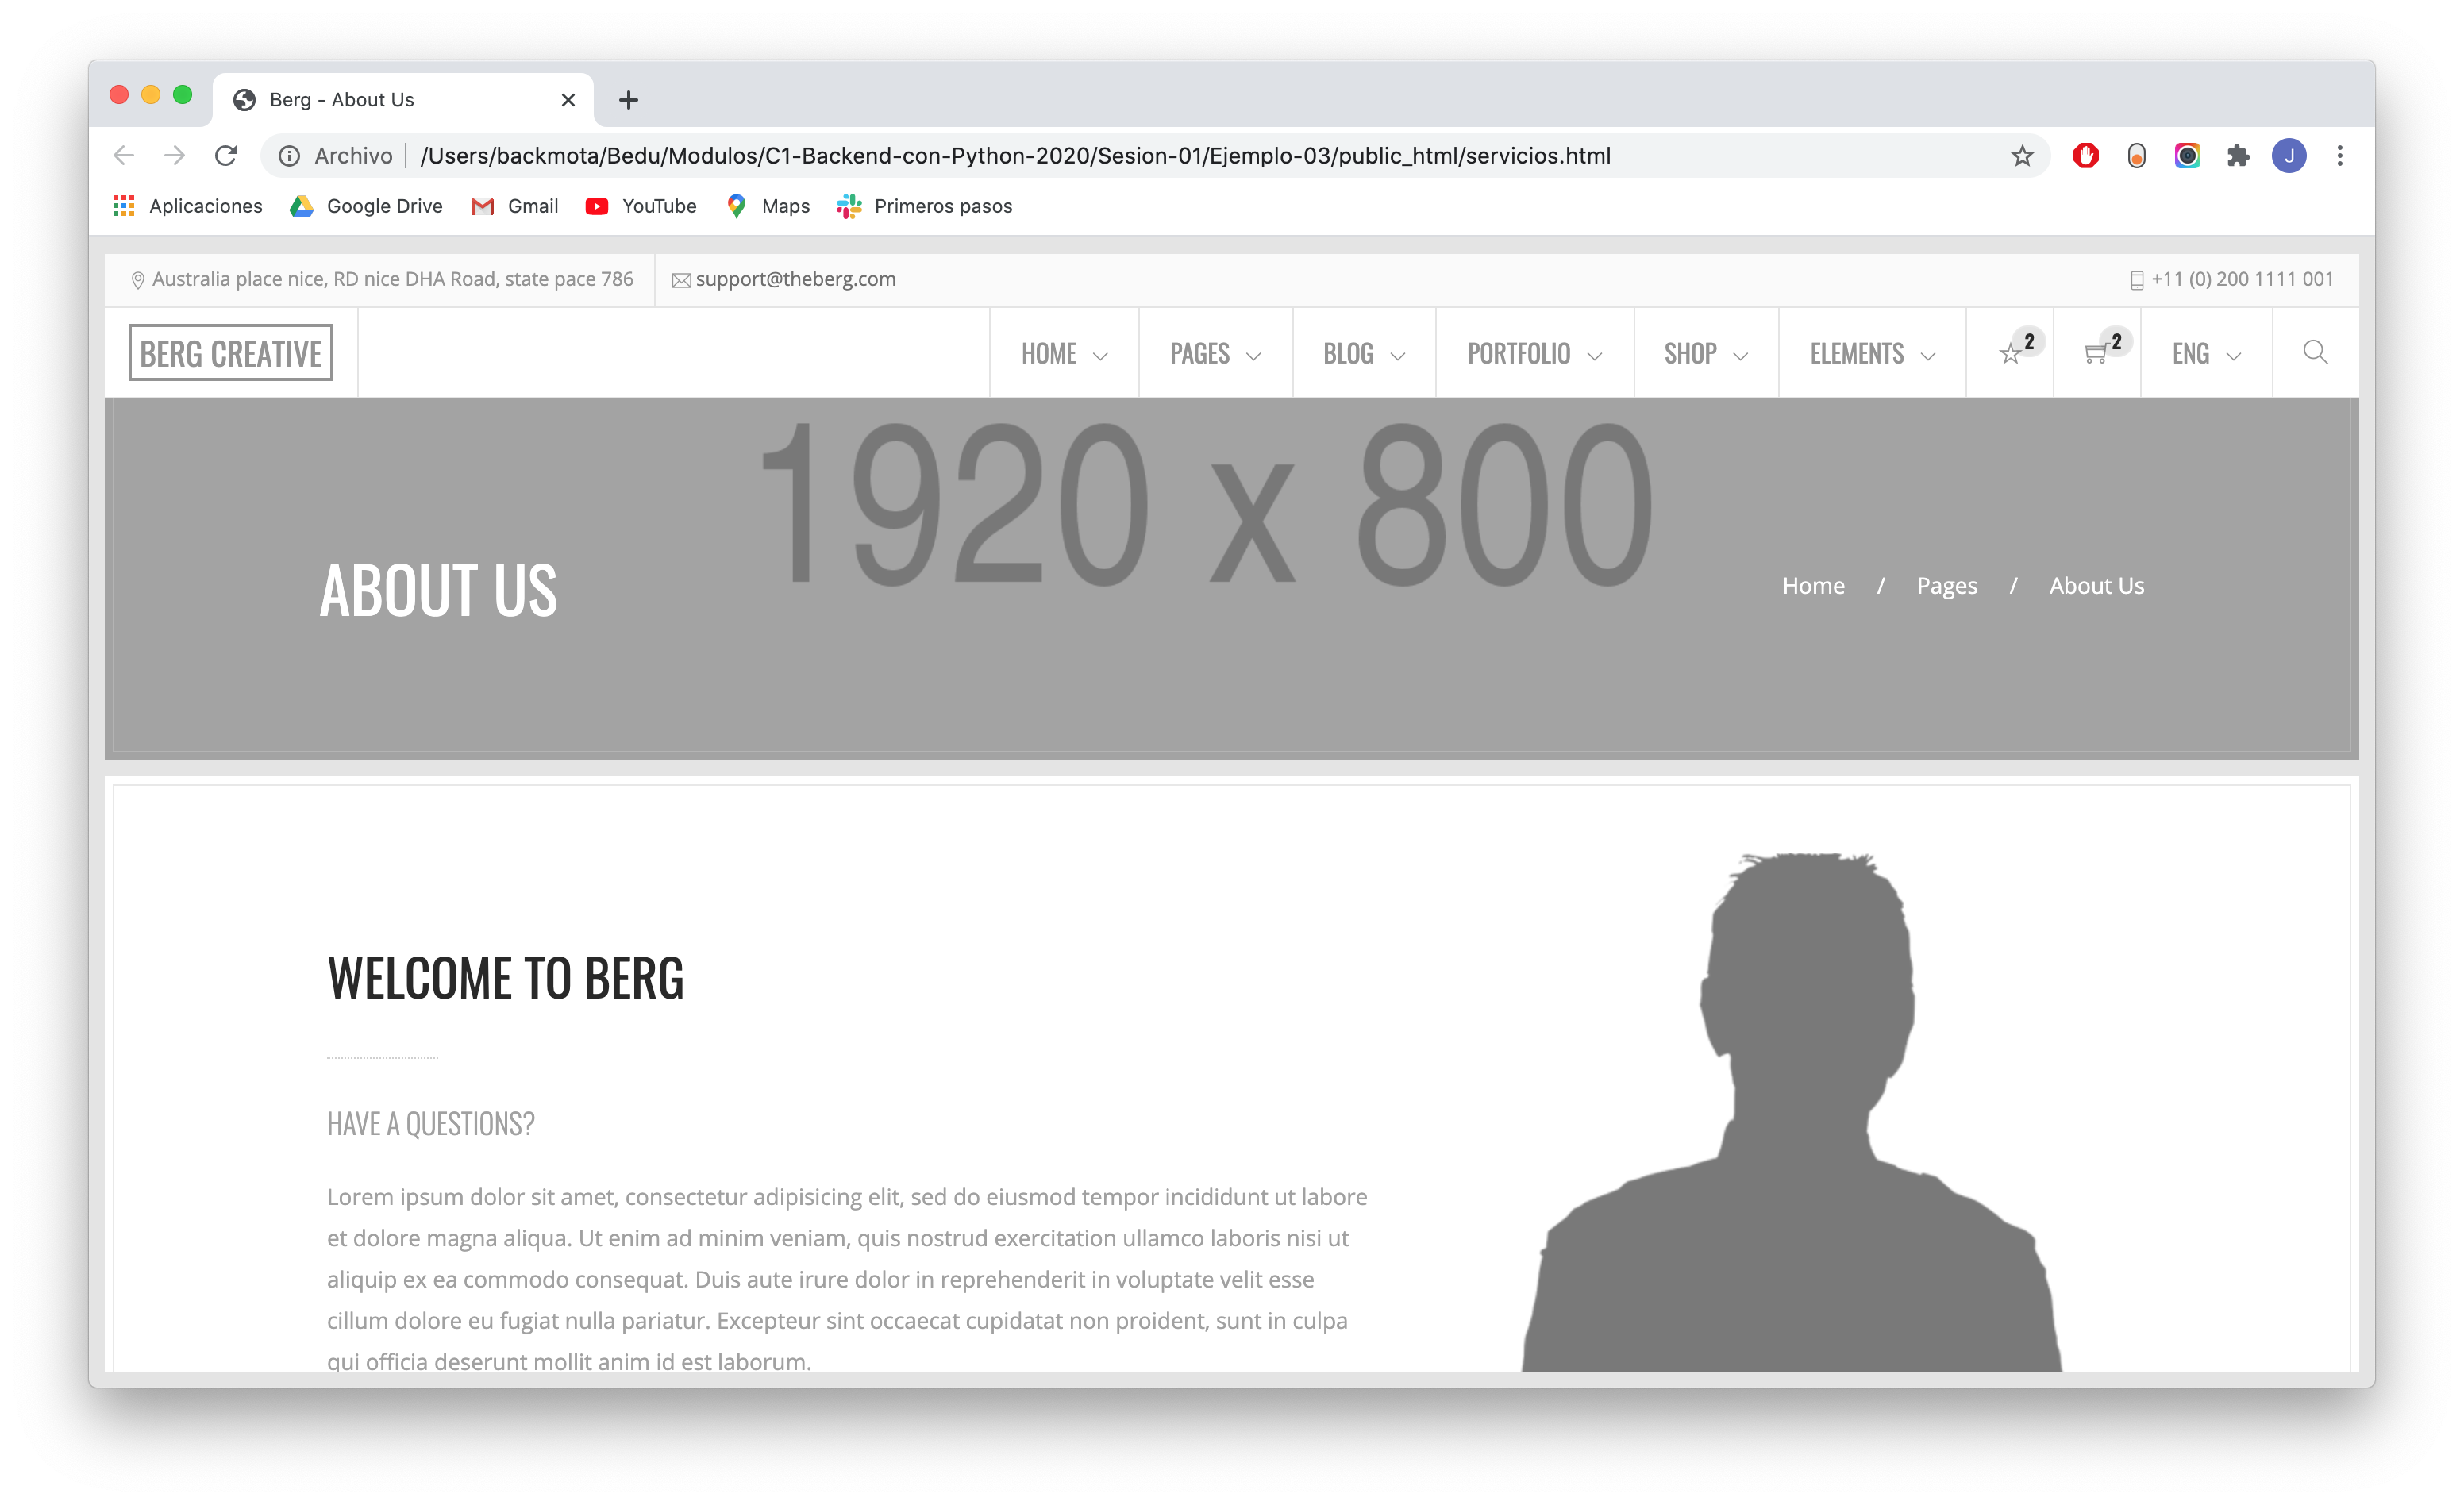 Berg - About Us
Archivo /Users/backmota/Bedu/Modulos/C1-Backend-con-Python-2020/Sesion-01/Ejemplo-03/public_html/servicios.html J
Aplicaciones Google Drive Gmail YouTube Maps Primeros pasos
Australia place nice, RD nice DHA Road, state pace 786 support@theberg.com +11 (0) 200 1111 001
BERG CREATIVE HOME PAGES BLOG PORTFOLIO SHOP ELEMENTS 2 2 ENG
1920 x 800
ABOUT US Home / Pages / About Us
WELCOME TO BERG
HAVE A QUESTIONS?
Lorem ipsum dolor sit amet, consectetur adipisicing elit, sed do eiusmod tempor incididunt ut labore
et dolore magna aliqua. Ut enim ad minim veniam, quis nostrud exercitation ullamco laboris nisi ut
aliquip ex ea commodo consequat. Duis aute irure dolor in reprehenderit in voluptate velit esse
cillum dolore eu fugiat nulla pariatur. Excepteur sint occaecat cupidatat non proident, sunt in culpa
qui officia deserunt mollit anim id est laborum.